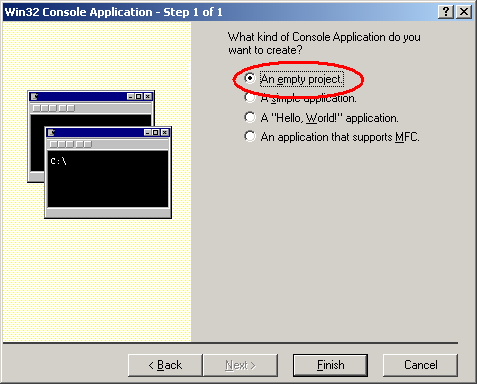 Win32 Console Application - Step 1 of 1
What kind of Console Application do you
want to create?
An empty project.
A simple application.
A "Hello, World!" application.
An application that supports MFC.
C:\
< Back
Next >
Finish
Cancel